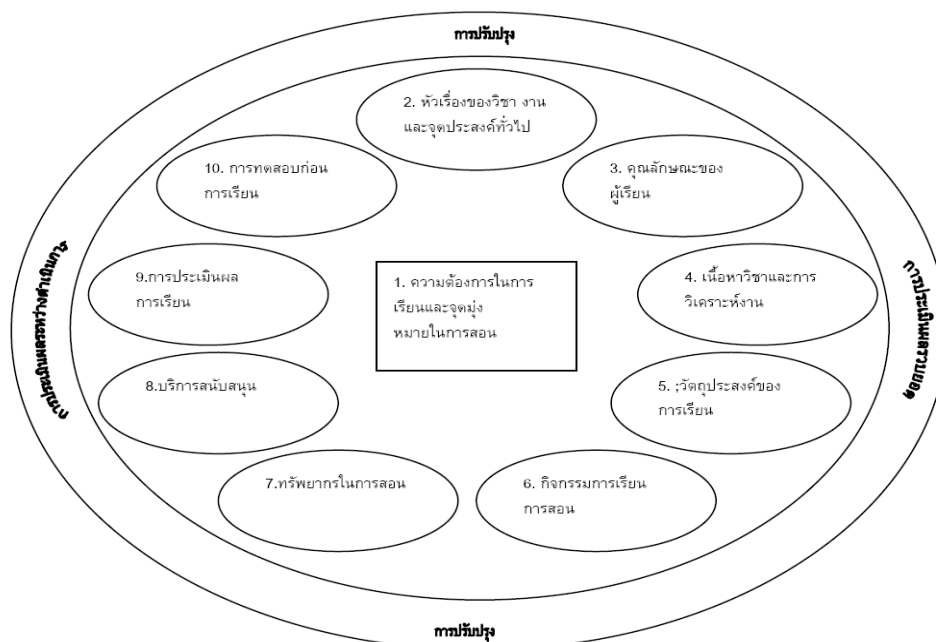 การปรับปรุง
2. หัวเรื่องของวิชา งาน
และจุดประสงค์ทั่วไป
10. การทดสอบก่อน
การเรียน
3. คุณลักษณะของ
ผู้เรียน
9.การประเมินผล
การเรียน
1. ความต้องการในการ
เรียนและจุดมุ่ง
หมายในการสอน
4. เนื้อหาวิชาและการ
วิเคราะห์งาน
การประเมินผลระหว่างดำเนินการ
การประเมินผลรวบยอด
8.บริการสนับสนุน
5. ;วัตถุประสงค์ของ
การเรียน
7.ทรัพยากรในการสอน
6. กิจกรรมการเรียน
การสอน
การปรับปรุง